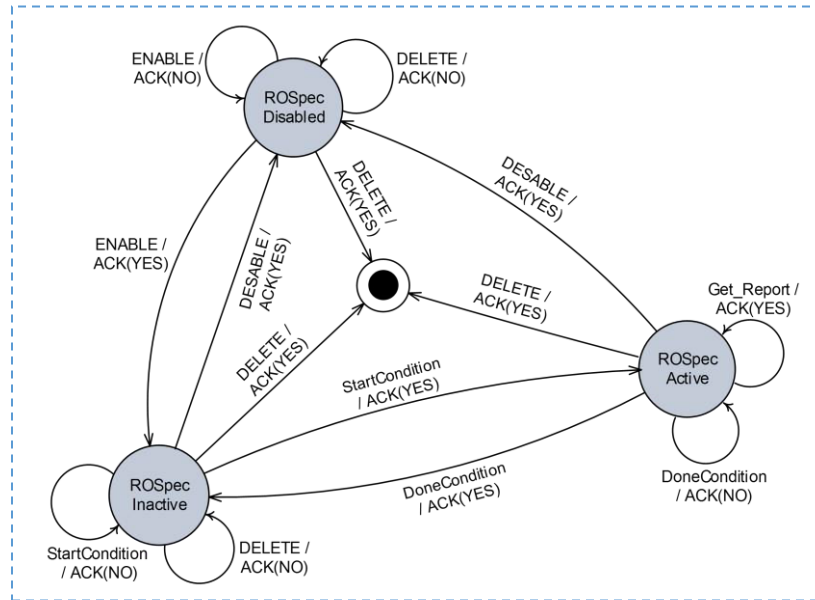 ENABLE /
ACK(NO)
DELETE /
ACK(NO)
ROSpec
Disabled
DELETE /
ACK(YES)
DESABLE /
ACK(YES)
ENABLE /
ACK(YES)
DESABLE /
ACK(YES)
DELETE /
ACK(YES)
Get_Report /
ACK(YES)
DELETE /
ACK(YES)
StartCondition
/ ACK(YES)
ROSpec
Active
DoneCondition
/ ACK(YES)
DoneCondition
/ ACK(NO)
ROSpec
Inactive
StartCondition
/ ACK(NO)
DELETE /
ACK(NO)